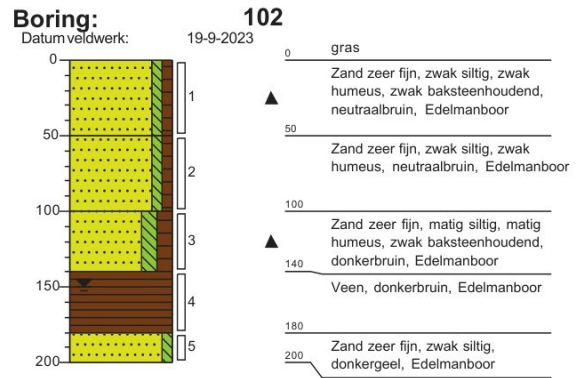 Boring: 102
Datum veldwerk: 19-9-2023
0
50
100
150
200
1
2
3
4
5
0 gras
Zand zeer fijn, zwak siltig, zwak
humeus, zwak baksteenhoudend,
neutraalbruin, Edelmanboor
50
Zand zeer fijn, zwak siltig, zwak
humeus, neutraalbruin, Edelmanboor
100
Zand zeer fijn, matig siltig, matig
humeus, zwak baksteenhoudend,
donkerbruin, Edelmanboor
140
Veen, donkerbruin, Edelmanboor
180
Zand zeer fijn, zwak siltig,
donkergeel, Edelmanboor
200